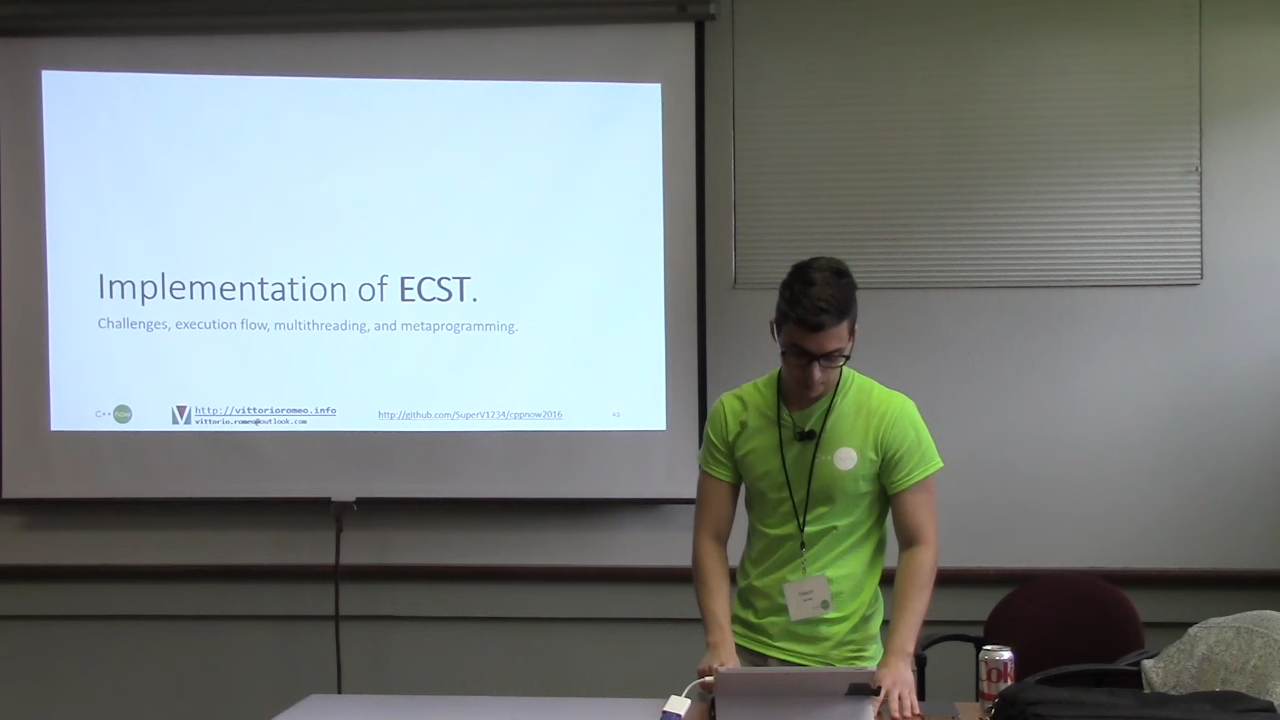 Implementation of ECST.
Challenges, execution flow, multithreading, and metaprogramming.
C++ now
http://vittorioromeo.info
vittorio.romeo@outlook.com
http://github.com/SuperV1234/cppnow2016